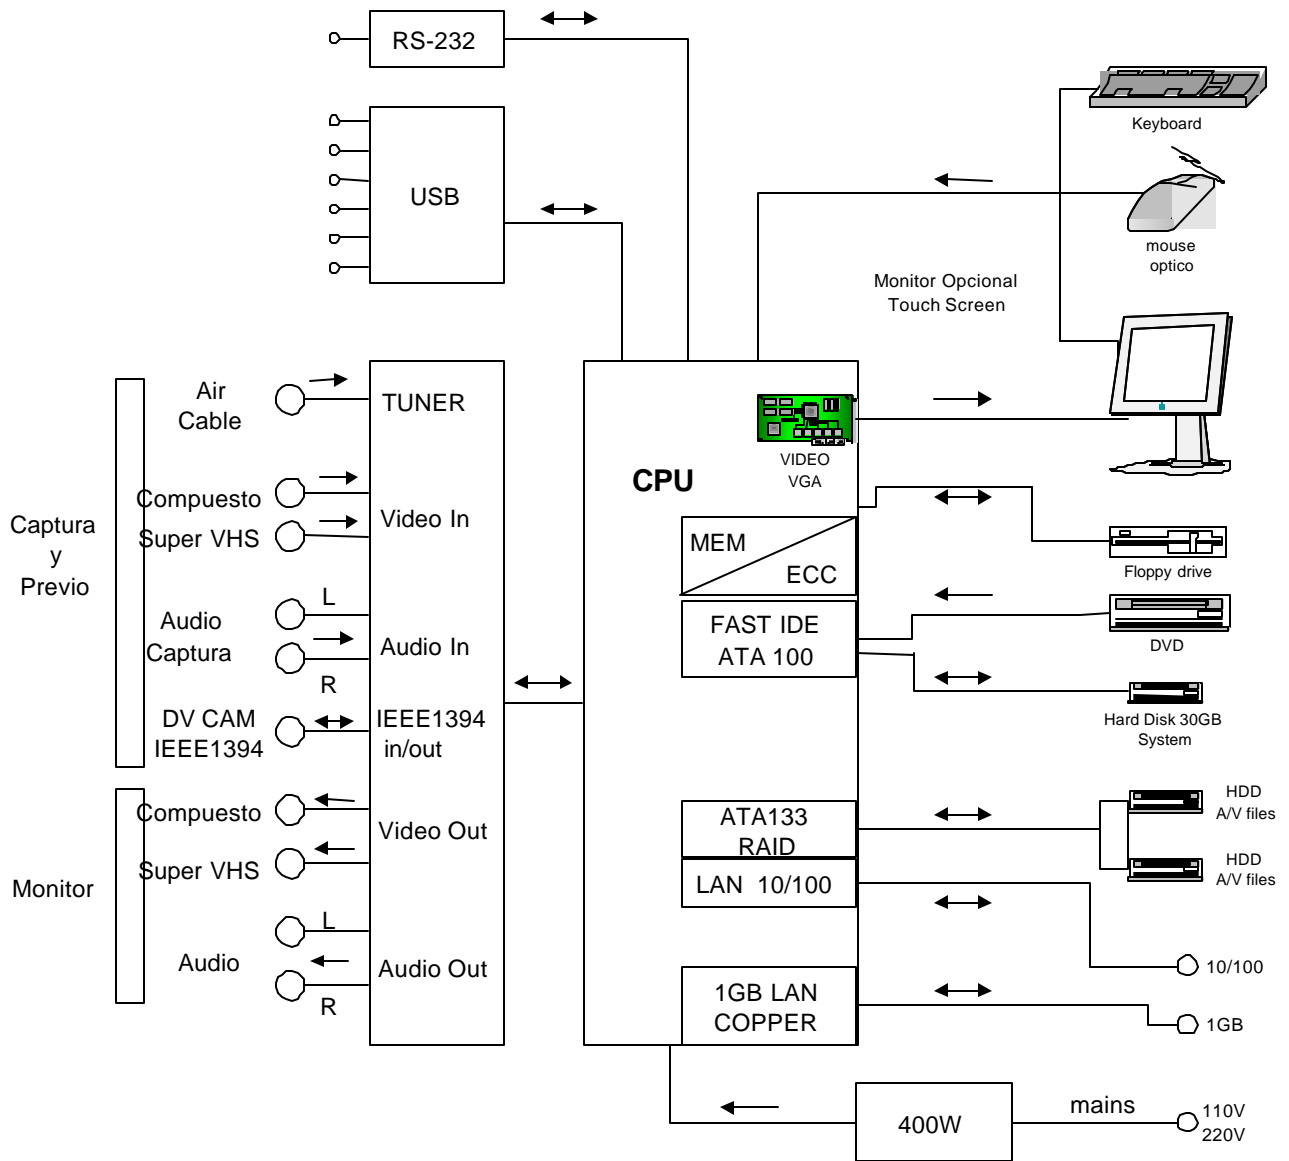 RS-232
Keyboard
USB
mouse
optico
Monitor Opcional
Touch Screen
Captura
y
Previo
Air
Cable
TUNER
Compuesto
Super VHS
Video In
L
Audio
Captura
R
Audio In
DV CAM
IEEE1394
IEEE1394
in/out
Monitor
Compuesto
Super VHS
Video Out
L
Audio
R
Audio Out
CPU
VIDEO
VGA
MEM
ECC
FAST IDE
ATA 100
ATA133
RAID
LAN 10/100
1GB LAN
COPPER
Floppy drive
DVD
Hard Disk 30GB
System
HDD
A/V files
HDD
A/V files
10/100
1GB
400W
mains
110V
220V